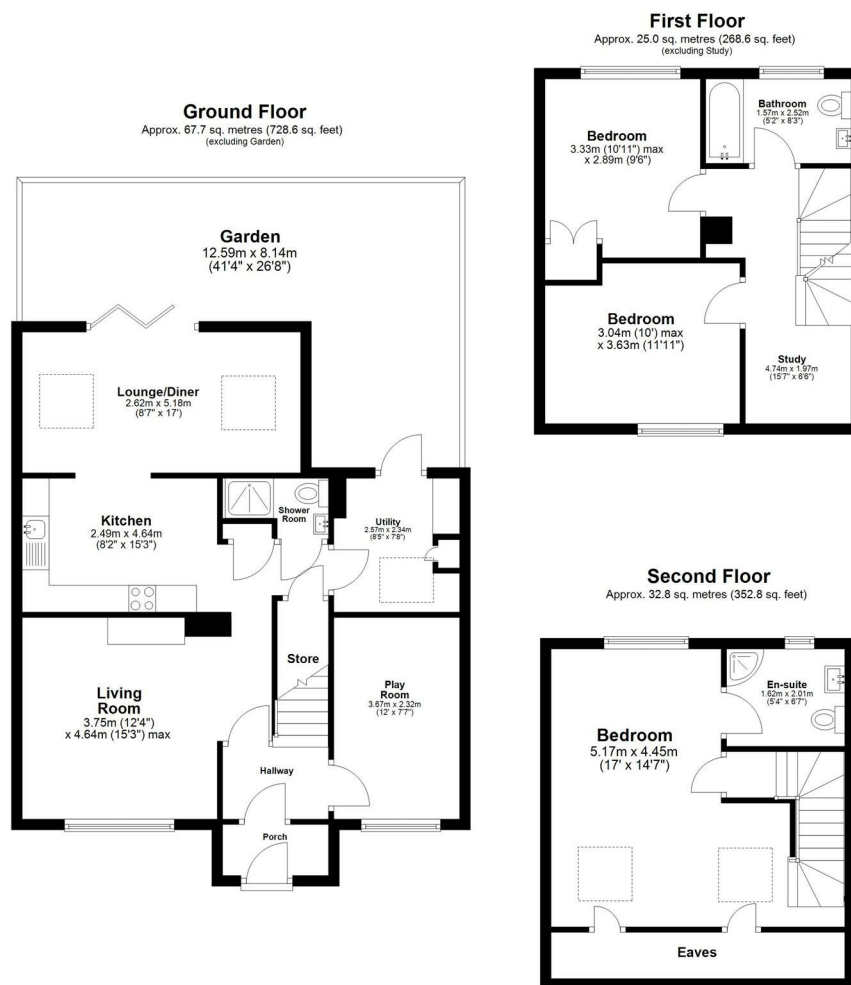 Ground Floor
Approx. 67.7 sq. metres (728.6 sq. feet)
(excluding Garden)
Garden
12.59m x 8.14m
(41'4" x 26'8")
Lounge/Diner
2.62m x 5.18m
(8'7" x 17')
Kitchen
2.49m x 4.64m
(8'2" x 15'3")
Shower
Room
Utility
2.57m x 2.34m
(8'5" x 7'8")
Living
Room
3.75m (12'4")
x 4.64m (15'3") max
Store
Play
Room
3.67m x 2.32m
(12' x 7'7")
Hallway
Porch
First Floor
Approx. 25.0 sq. metres (268.6 sq. feet)
(excluding Study)
Bedroom
3.33m (10'11") max
x 2.89m (9'6")
Bathroom
1.57m x 2.52m
(5'2" x 8'3")
Bedroom
3.04m (10') max
x 3.63m (11'11")
Study
4.74m x 1.97m
(15'7" x 6'6")
Second Floor
Approx. 32.8 sq. metres (352.8 sq. feet)
Bedroom
5.17m x 4.45m
(17' x 14'7")
En-suite
1.62m x 2.01m
(5'4" x 6'7")
Eaves